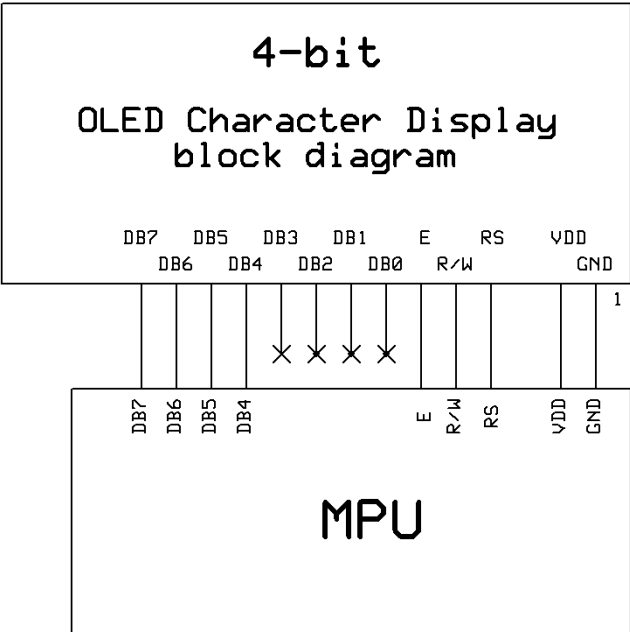 4-bit
OLED Character Display
block diagram
DB7 DB5 DB3 DB1 E RS VDD
DB6 DB4 DB2 DB0 R/W GND
1
DB7 DB6 DB5 DB4 E R/W RS VDD GND
MPU